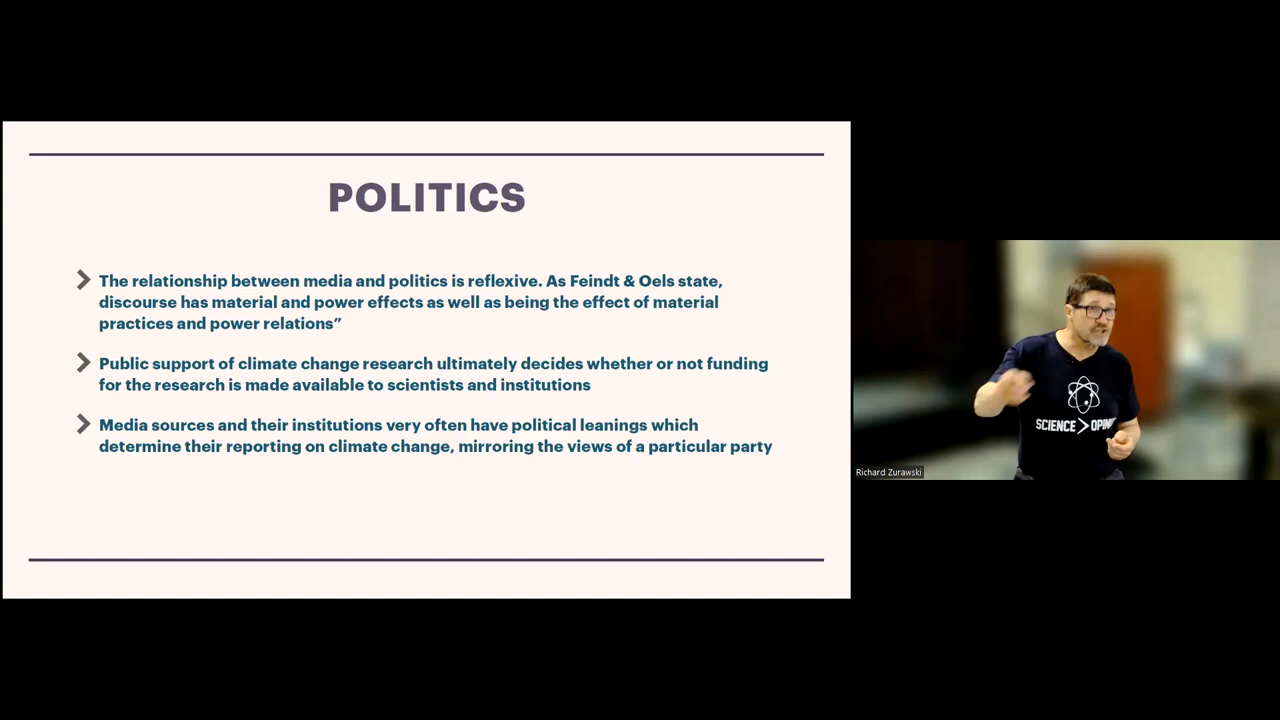 POLITICS
The relationship between media and politics is reflexive. As Feindt & Oels state,
discourse has material and power effects as well as being the effect of material
practices and power relations”
Public support of climate change research ultimately decides whether or not funding
for the research is made available to scientists and institutions
Media sources and their institutions very often have political leanings which
determine their reporting on climate change, mirroring the views of a particular party
SCIENCE>OPIN
Richard Zurawski